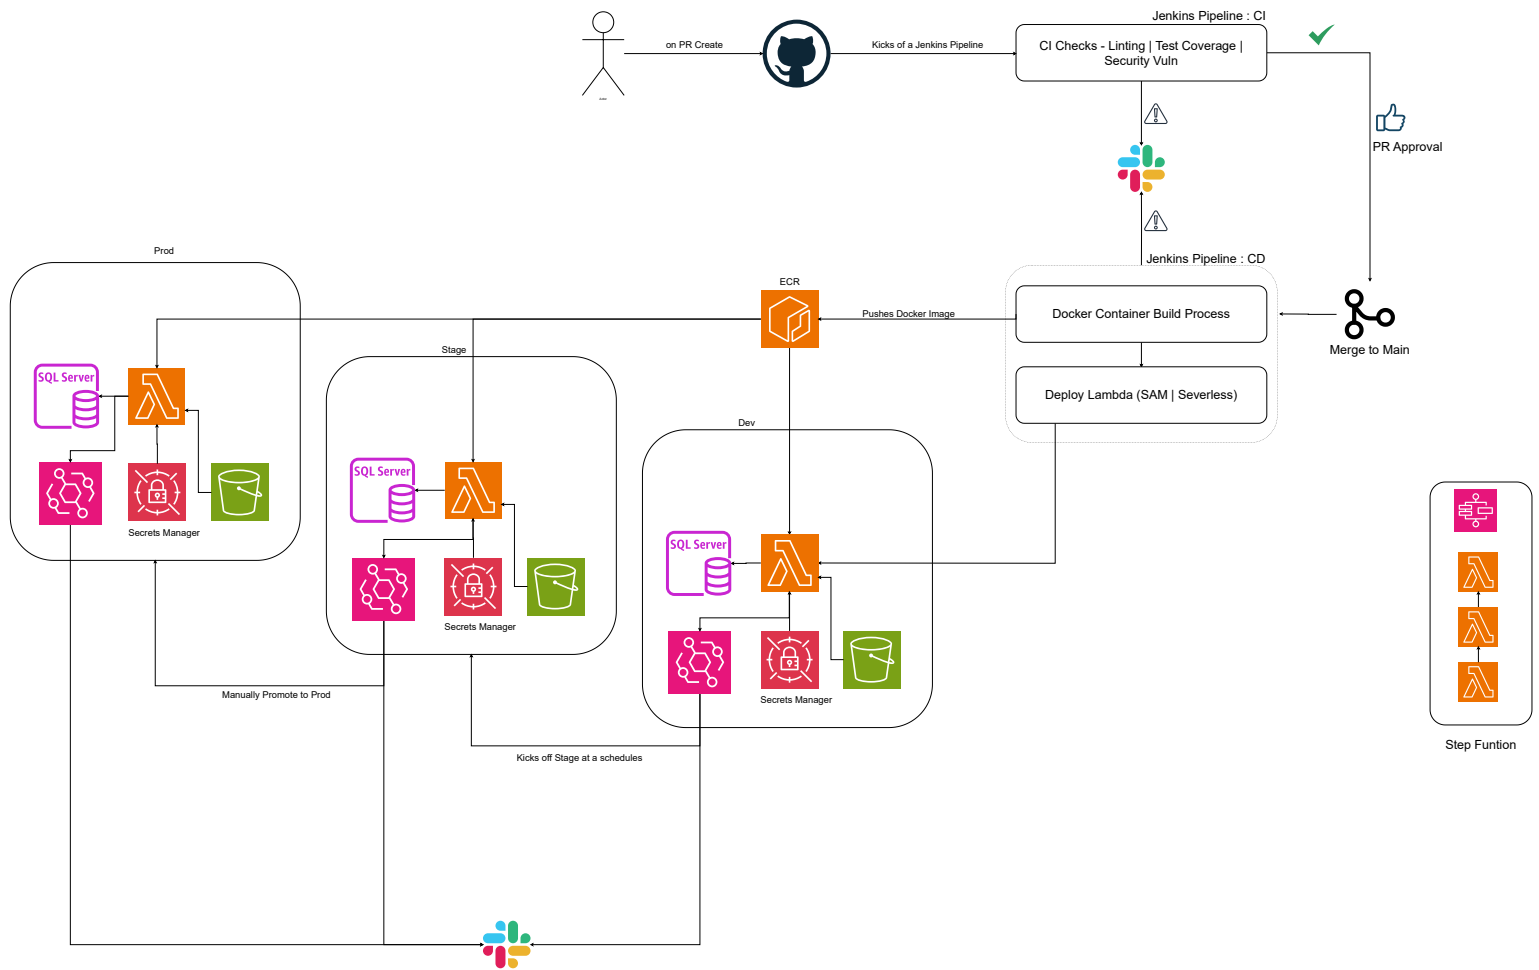 Jenkins Pipeline : CI
on PR Create
Kicks of a Jenkins Pipeline
CI Checks - Linting | Test Coverage |
Security Vuln
PR Approval
Prod
Jenkins Pipeline : CD
ECR
Pushes Docker Image
Docker Container Build Process
Merge to Main
Stage
SQL Server
Deploy Lambda (SAM | Severless)
Dev
SQL Server
Secrets Manager
SQL Server
Secrets Manager
Manually Promote to Prod
Secrets Manager
Step Funtion
Kicks off Stage at a schedules